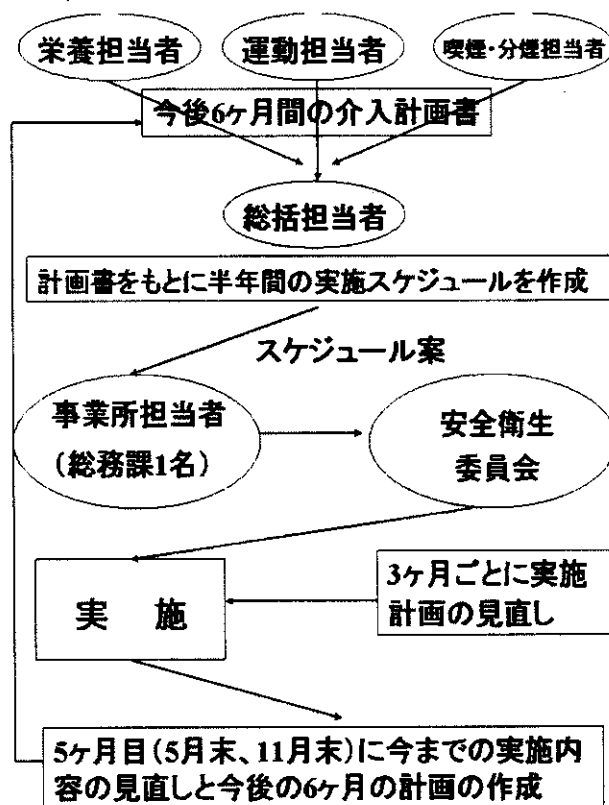 栄養担当者
運動担当者
喫煙・分煙担当者
今後6ヶ月間の介入計画書
総括担当者
計画書をもとに半年間の実施スケジュールを作成
スケジュール案
事業所担当者
(総務課1名)
安全衛生
委員会
3ヶ月ごとに実施
計画の見直し
実 施
5ヶ月目(5月末、11月末)に今までの実施内
容の見直しと今後の6ヶ月の計画の作成